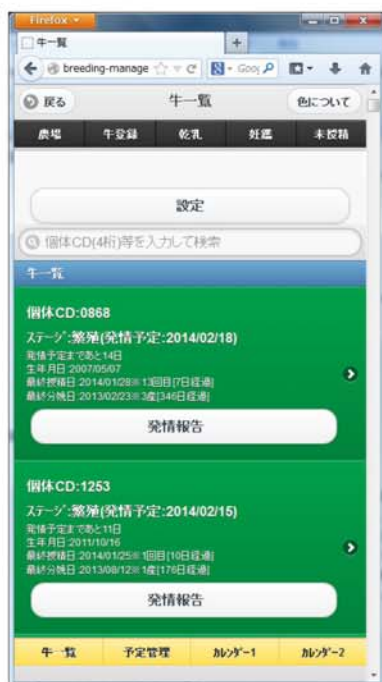 Firefox
牛一覧
breeding-manage
Goo
戻る
牛一覧
色について
農場 牛登録 乾乳 妊鑑 未授精
設定
個体CD(4桁)等を入力して検索
牛一覧
個体CD:0868
ステージ:繁殖(発情予定:2014/02/18)
発情予定まであと14日
生年月日:2007/05/07
最終授精日:2014/01/28※13回目[7日経過]
最終分娩日:2013/02/23※3産[346日経過]
発情報告
個体CD:1253
ステージ:繁殖(発情予定:2014/02/15)
発情予定まであと11日
生年月日:2011/10/16
最終授精日:2014/01/25※1回目[10日経過]
最終分娩日:2013/08/12※1産[176日経過]
発情報告
牛一覧 予定管理 カレンダー1 カレンダー2